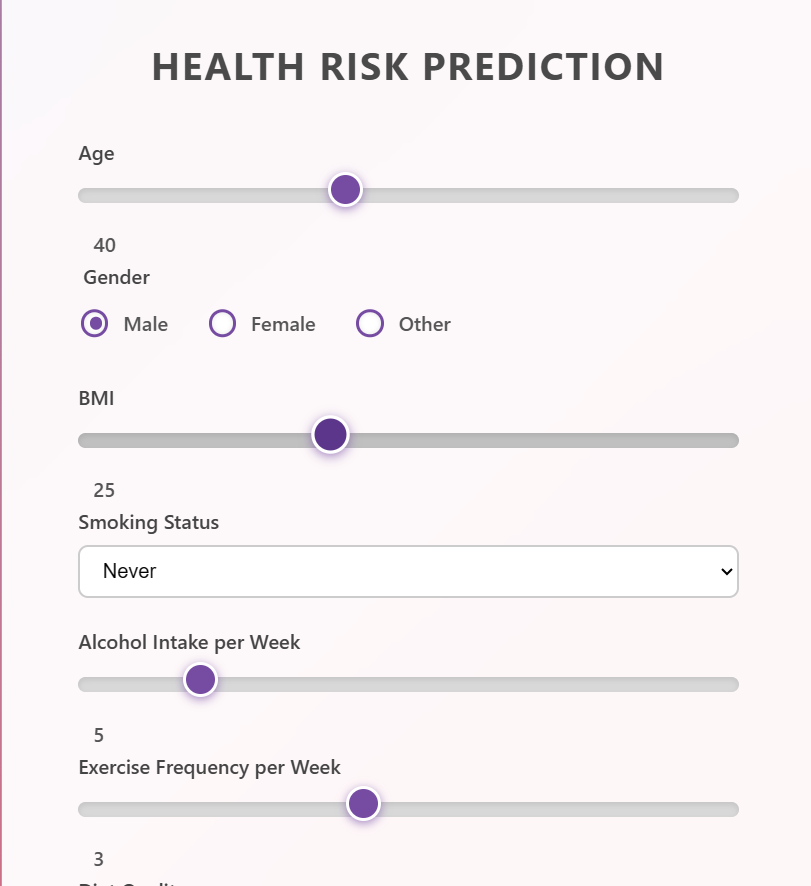 HEALTH RISK PREDICTION
Age
40
Gender
Male Female Other
BMI
25
Smoking Status
Never
Alcohol Intake per Week
5
Exercise Frequency per Week
3